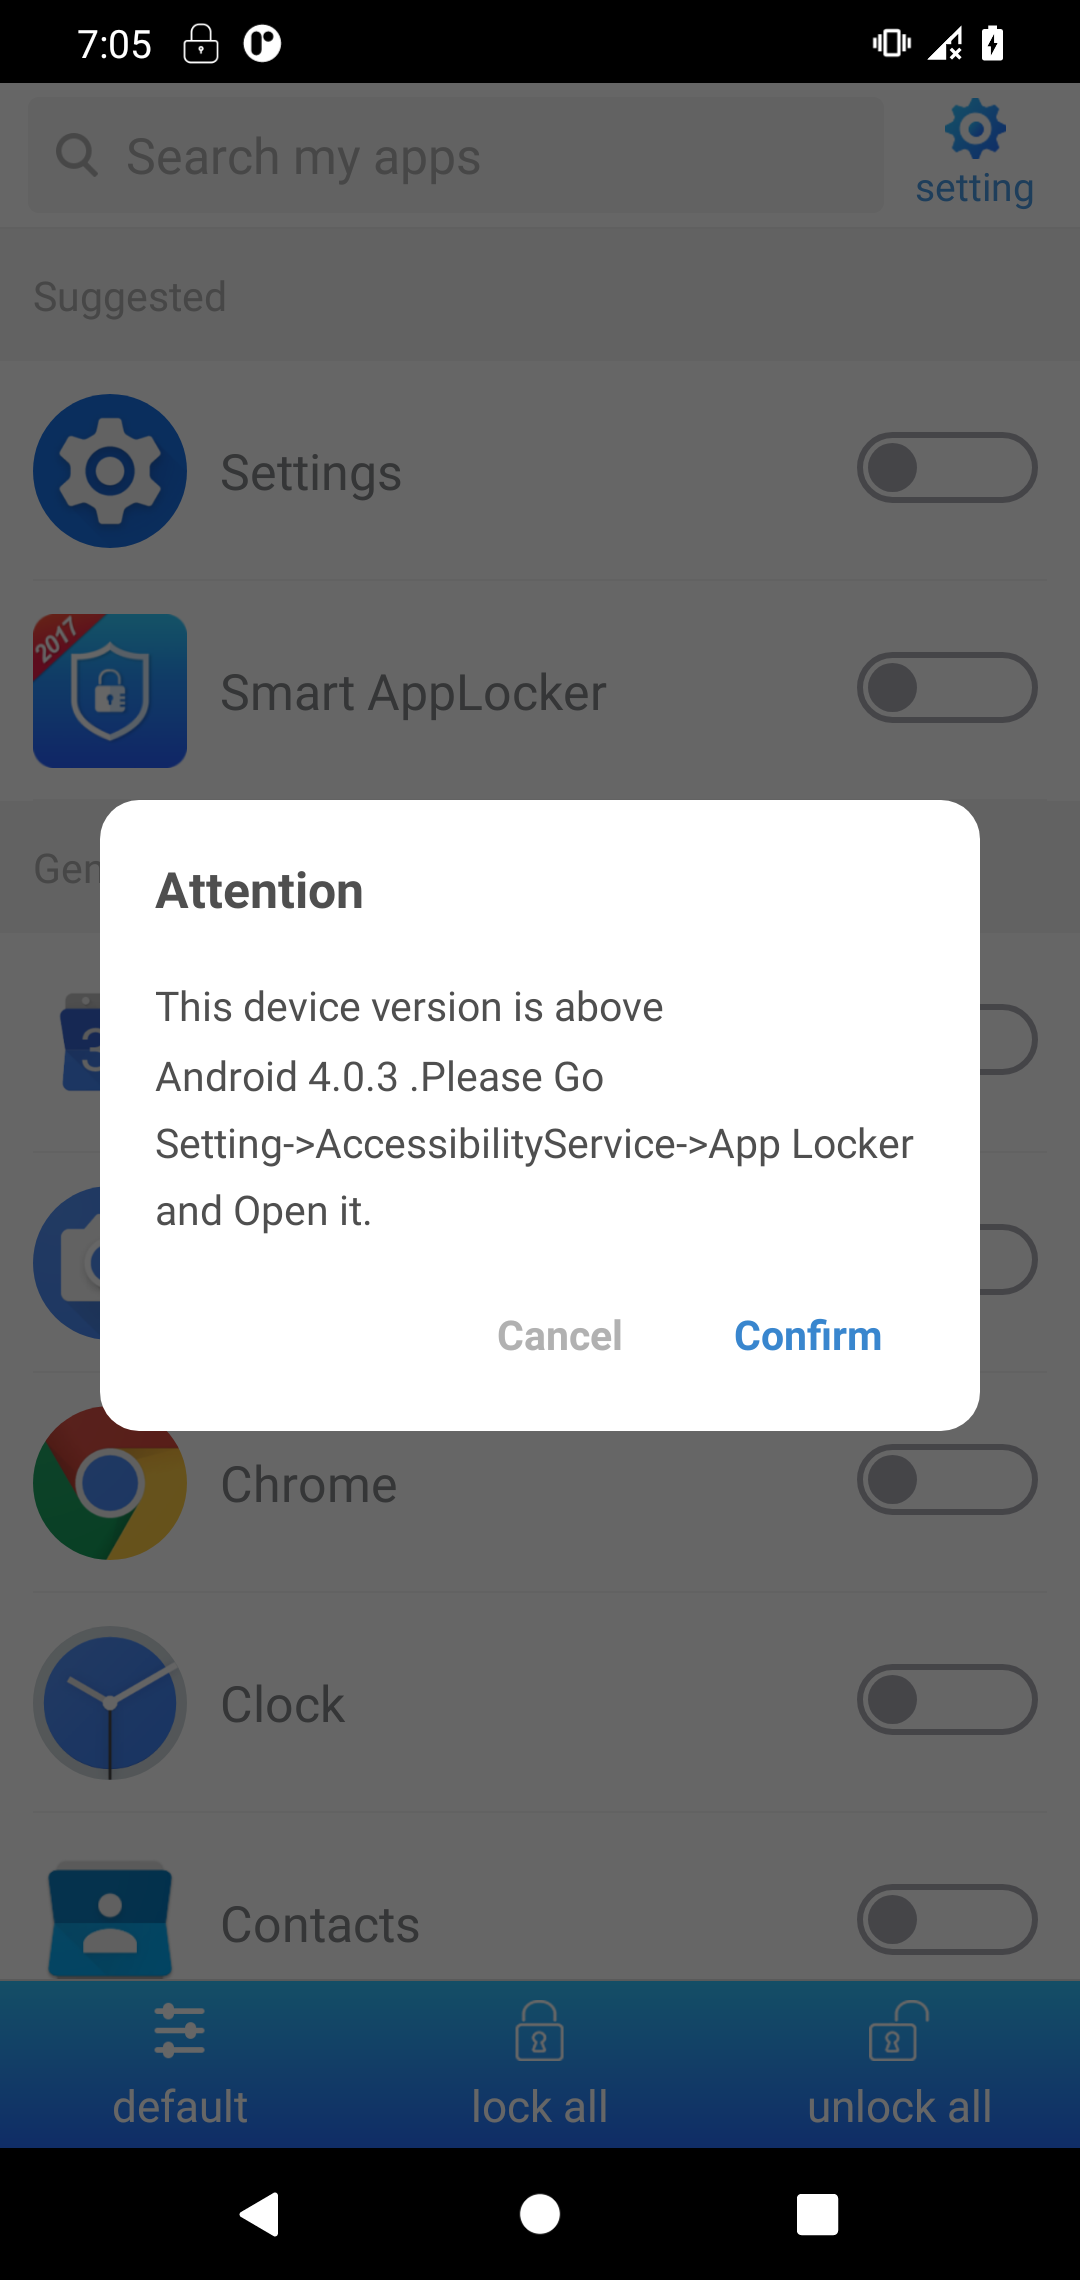 7:05
Search my apps
setting
Suggested
Settings
2017
Smart AppLocker
Gen
Attention
This device version is above
Android 4.0.3 .Please Go
Setting->AccessibilityService->App Locker
and Open it.
Cancel
Confirm
3
Chrome
Clock
Contacts
default
lock all
unlock all